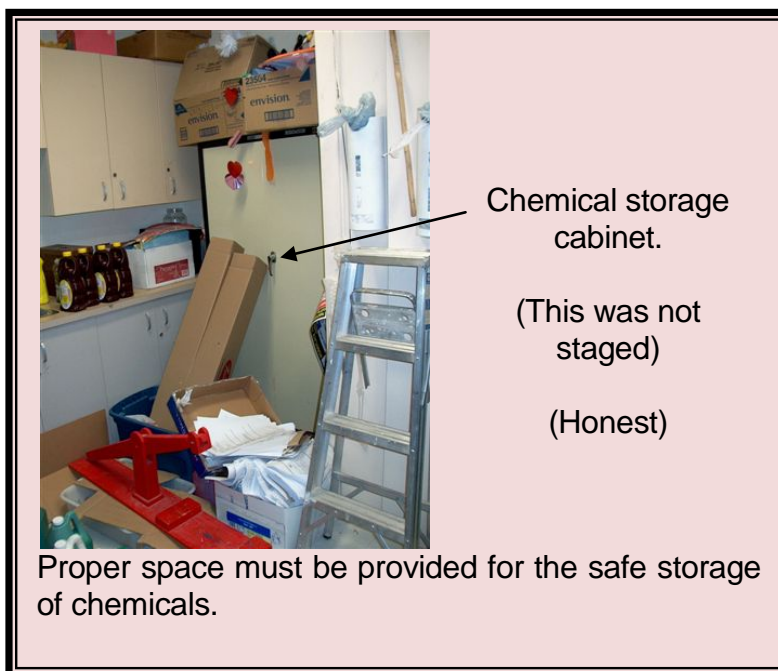 23504
envision
envision
Chemical storage
cabinet.
(This was not
staged)
(Honest)
Proper space must be provided for the safe storage
of chemicals.